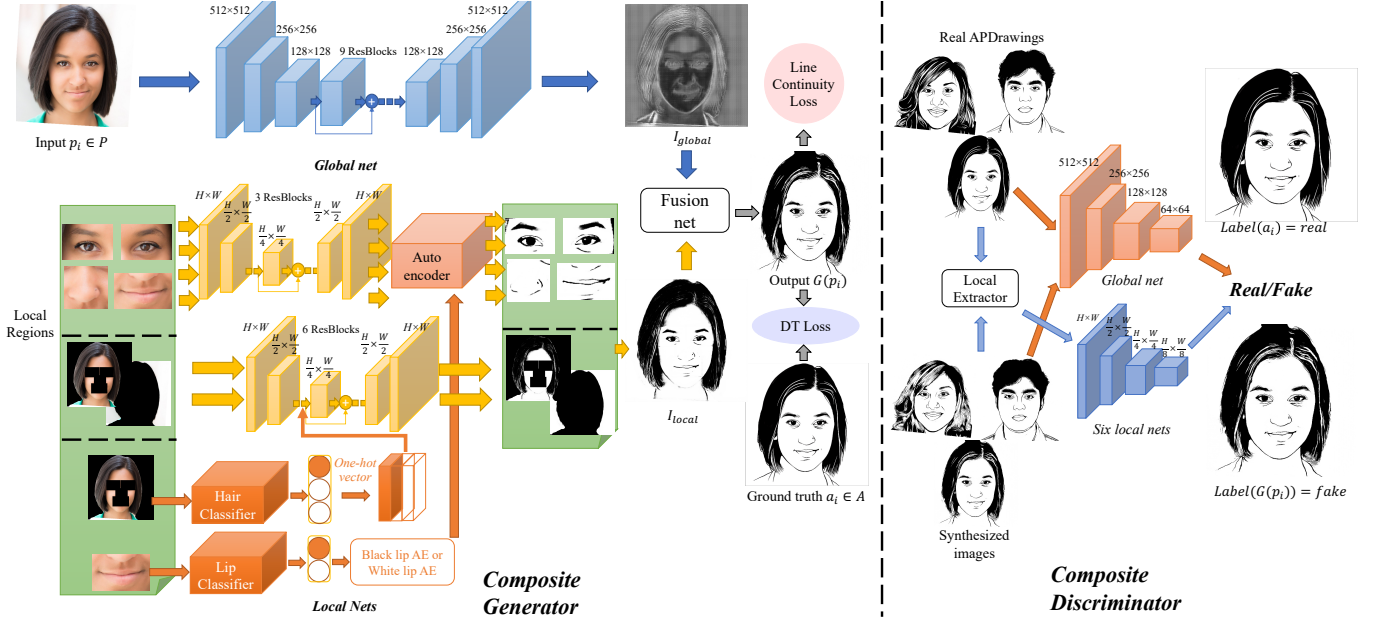 512×512
256×256
128×128
9 ResBlocks
128×128
256×256
512×512
Input p_i ∈ P
Global net
I_global
Line
Continuity
Loss
Fusion
net
Output G(p_i)
DT Loss
Ground truth a_i ∈ A
I_local
Local
Regions
H×W
H/2 × W/2
3 ResBlocks
H/4 × W/4
H/2 × W/2
H×W
Auto
encoder
H×W
H/2 × W/2
6 ResBlocks
H/4 × W/4
H/2 × W/2
H×W
Hair
Classifier
One-hot
vector
Lip
Classifier
Black lip AE or
White lip AE
Local Nets
Composite
Generator
Real APDrawings
512×512
256×256
128×128
64×64
Global net
Local
Extractor
H×W
H/2 × W/2
H/4 × W/4
H/8 × W/8
Six local nets
Synthesized
images
Label(a_i) = real
Real/Fake
Label(G(p_i)) = fake
Composite
Discriminator